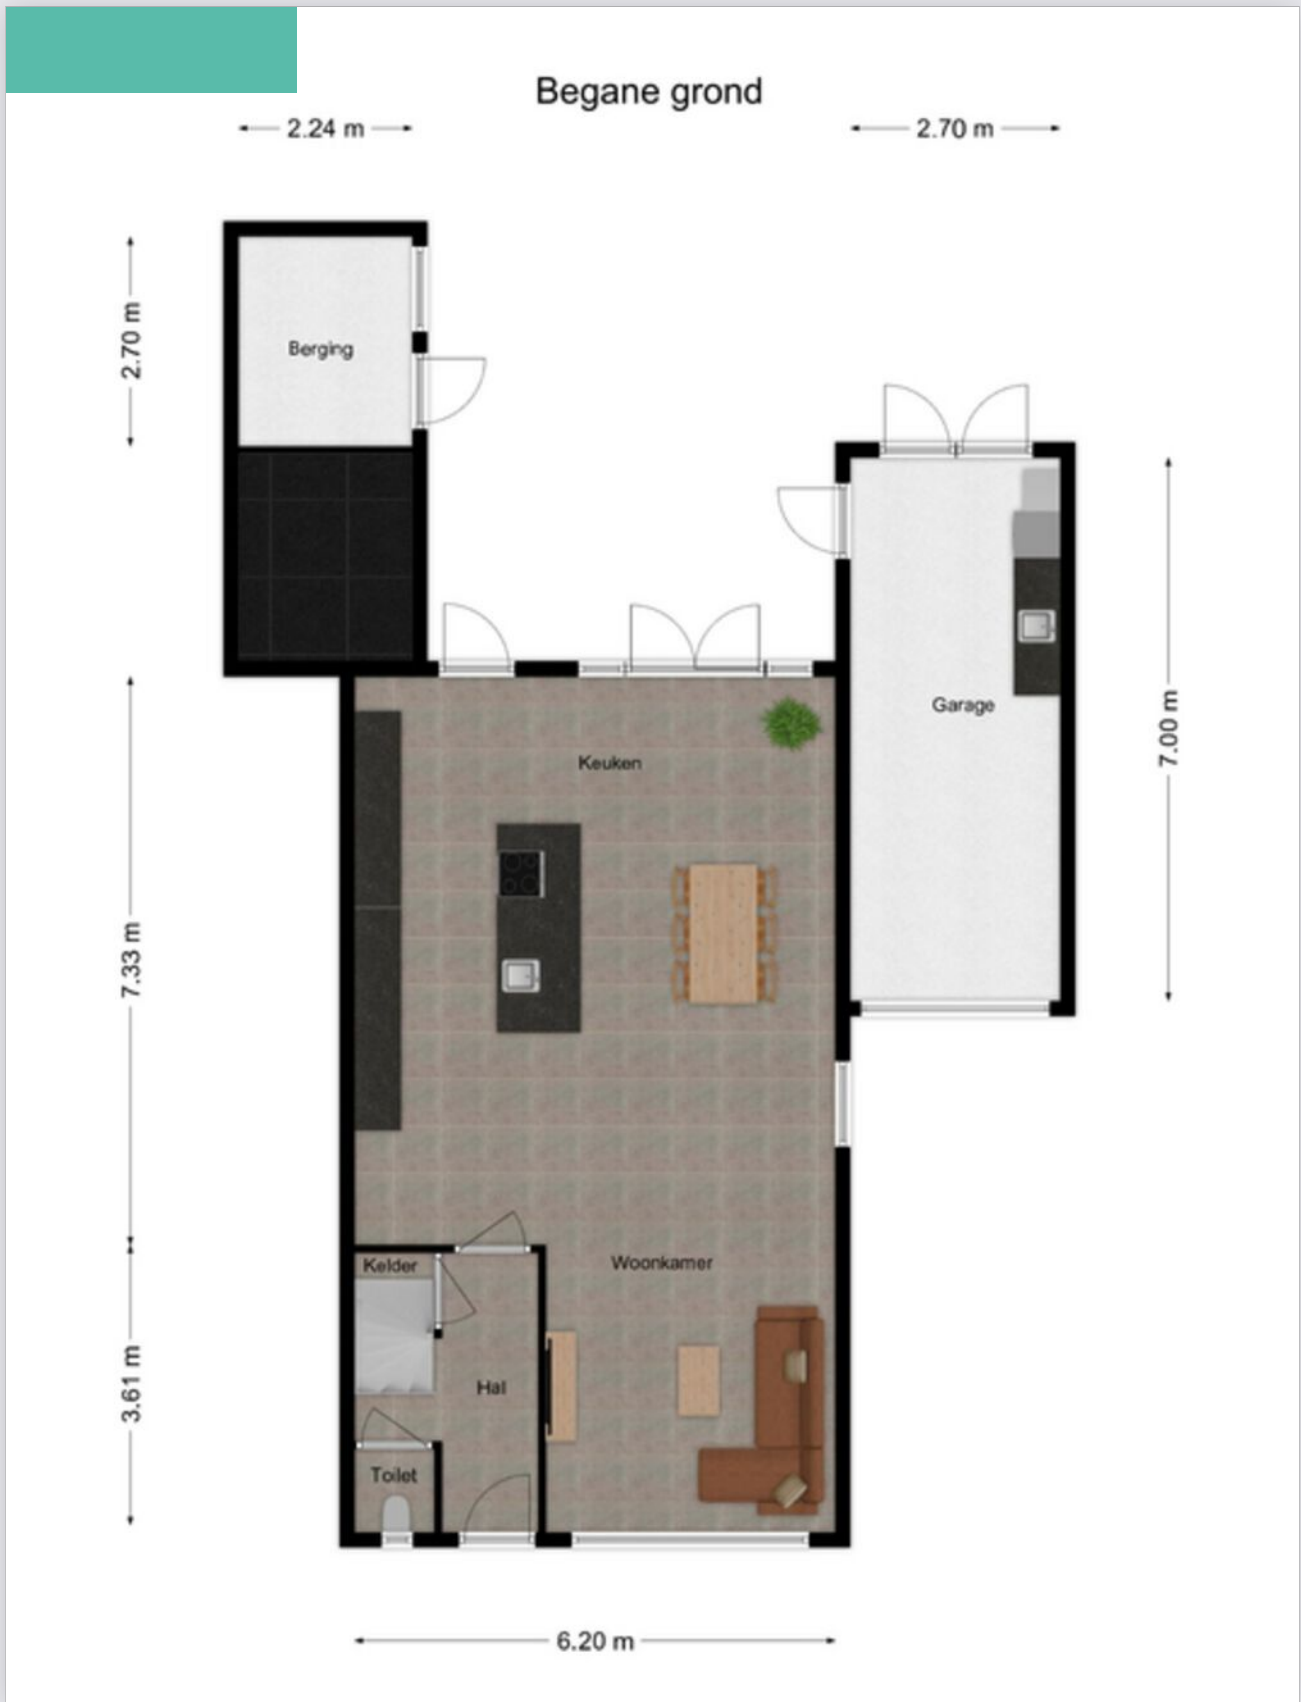 Begane grond
2.24 m
2.70 m
2.70 m
Berging
Garage
7.00 m
Keuken
7.33 m
Kelder
Woonkamer
3.61 m
Hal
Toilet
6.20 m